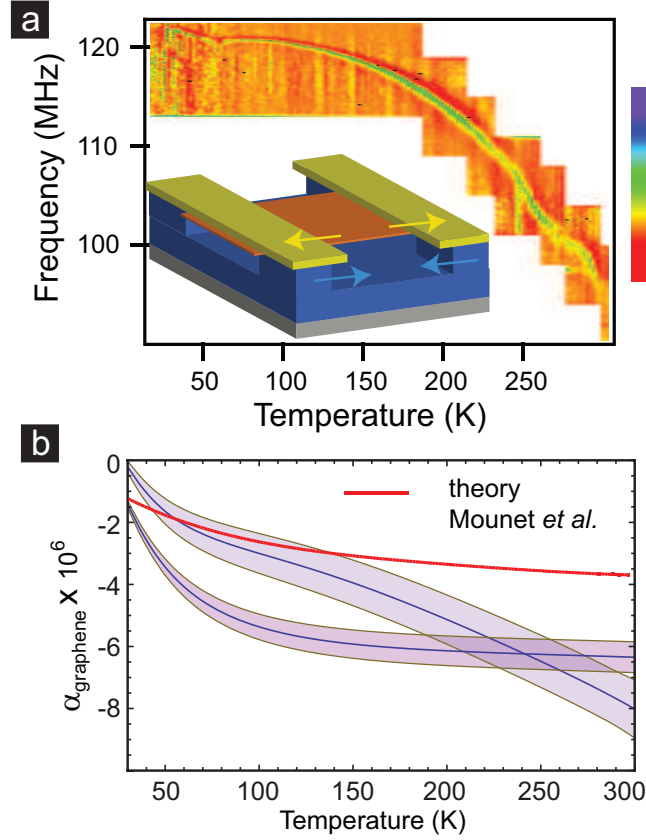 a
Frequency (MHz)
120
110
100
50
100
150
200
250
Temperature (K)
b
α_graphene x 10⁶
0
-2
-4
-6
-8
theory
Mounet et al.
50
100
150
200
250
300
Temperature (K)